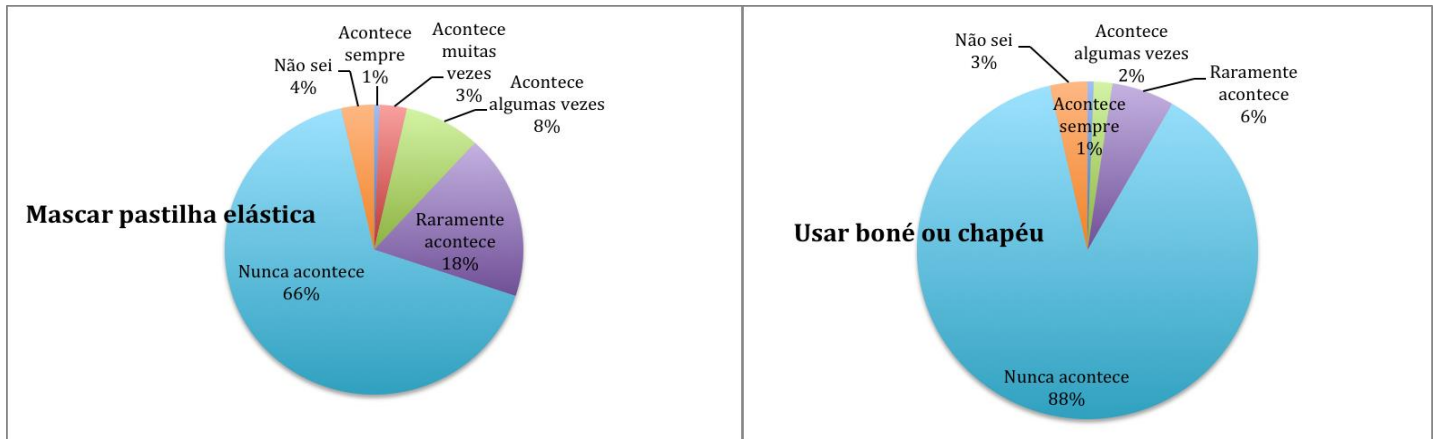 Não sei
4%
Acontece
sempre
1%
Acontece
muitas
vezes
3%
Acontece
algumas vezes
8%
Raramente
acontece
18%
Nunca acontece
66%
Mascar pastilha elástica
Não sei
3%
Acontece
sempre
1%
Acontece
algumas vezes
2%
Raramente
acontece
6%
Nunca acontece
88%
Usar boné ou chapéu